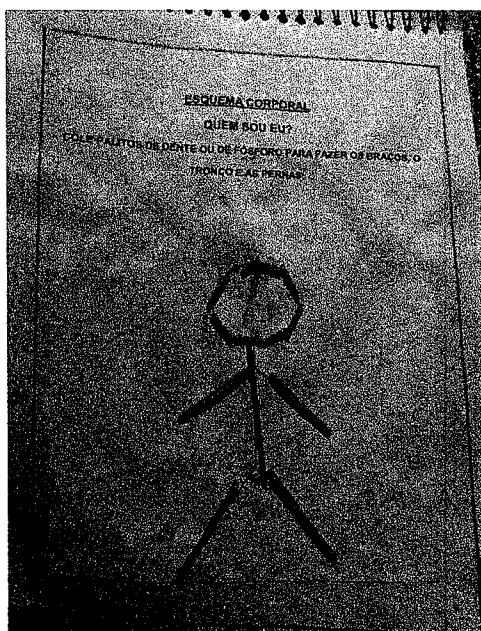 ESQUEMA CORPORAL
QUEM SOU EU?
COLE PALITOS DE DENTE OU DE FÓSFORO PARA FAZER OS BRAÇOS, O
TRONCO E AS PERNAS.